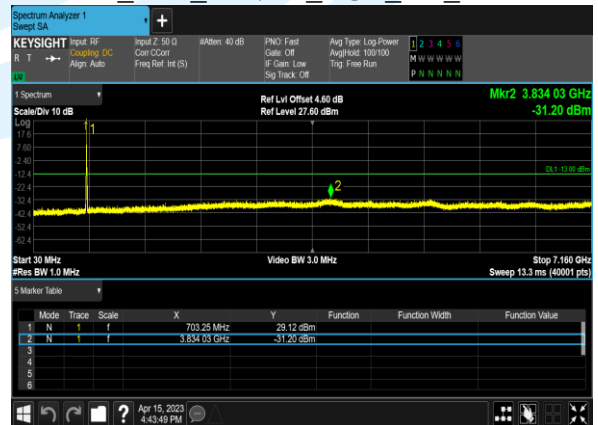 Spectrum Analyzer 1
Swept SA
+
KEYSIGHT Input: RF Input Z: 50 Ω #Atten: 40 dB PNO: Fast Avg Type: Log-Power 1 2 3 4 5 6
R T Coupling: DC Corr CCorr Gate: Off Avg|Hold: 100/100 M W W W W W
Align: Auto Freq Ref: Int (S) IF Gain: Low Trig: Free Run
Sig Track: Off P N N N N N
LW
1 Spectrum Ref Lvl Offset 4.60 dB Mkr2 3.834 03 GHz
Scale/Div 10 dB Ref Level 27.60 dBm -31.20 dBm
Log
17.6
7.60
-2.40
-12.4
-22.4
-32.4
-42.4
-52.4
-62.4
1
DL1 -13.00 dBm
2
Start 30 MHz Video BW 3.0 MHz Stop 7.160 GHz
#Res BW 1.0 MHz Sweep 13.3 ms (40001 pts)
5 Marker Table
Mode Trace Scale X Y Function Function Width Function Value
1 N 1 f 703.25 MHz 29.12 dBm
2 N 1 f 3.834 03 GHz -31.20 dBm
3
4
5
6
? Apr 15, 2023
4:43:49 PM